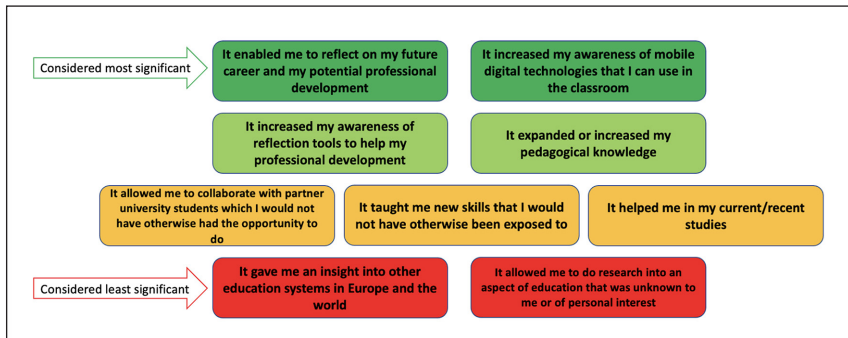 Considered most significant
It enabled me to reflect on my future
career and my potential professional
development
It increased my awareness of mobile
digital technologies that I can use in
the classroom
It increased my awareness of
reflection tools to help my
professional development
It expanded or increased my
pedagogical knowledge
It allowed me to collaborate with partner
university students which I would not
have otherwise had the opportunity to
do
It taught me new skills that I would
not have otherwise been exposed to
It helped me in my current/recent
studies
Considered least significant
It gave me an insight into other
education systems in Europe and the
world
It allowed me to do research into an
aspect of education that was unknown to
me or of personal interest